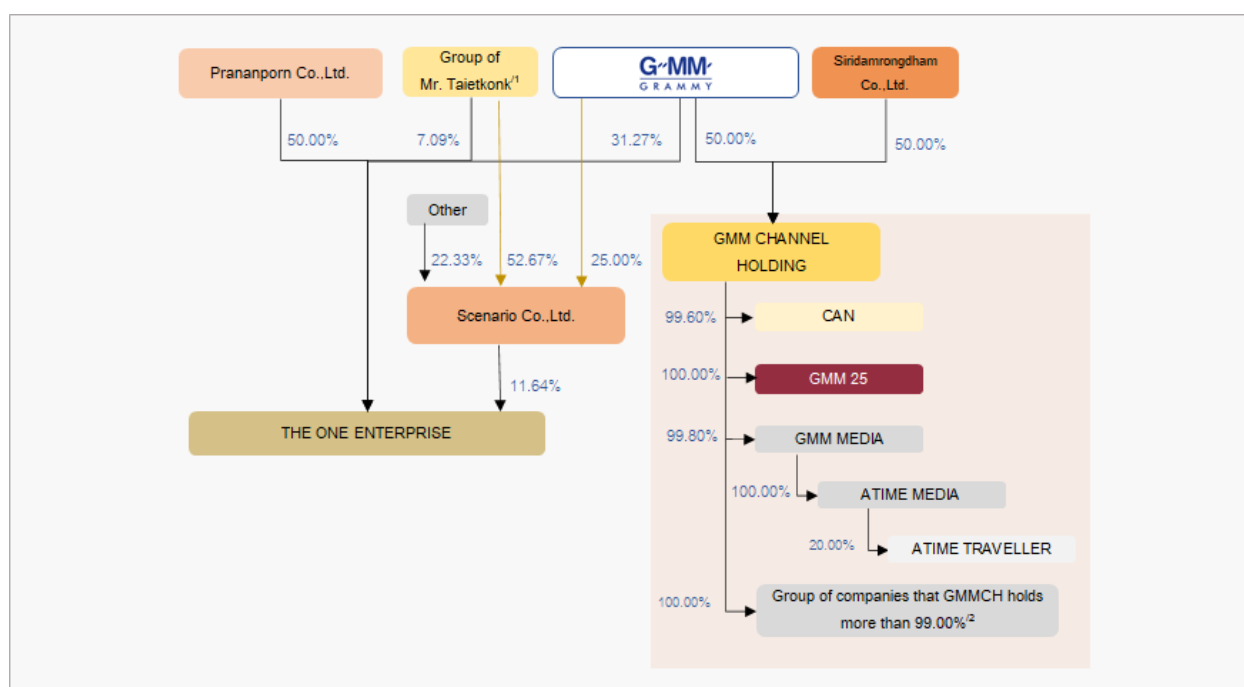 Prananporn Co.,Ltd.
Group of
Mr. Taietkonk/1
G MM
GRAMMY
Siridamrongdham
Co.,Ltd.
50.00%
7.09%
31.27%
50.00%
50.00%
Other
22.33%
52.67%
25.00%
GMM CHANNEL
HOLDING
Scenario Co.,Ltd.
99.60%
CAN
11.64%
100.00%
GMM 25
THE ONE ENTERPRISE
99.80%
GMM MEDIA
100.00%
ATIME MEDIA
20.00%
ATIME TRAVELLER
100.00%
Group of companies that GMMCH holds
more than 99.00%/2